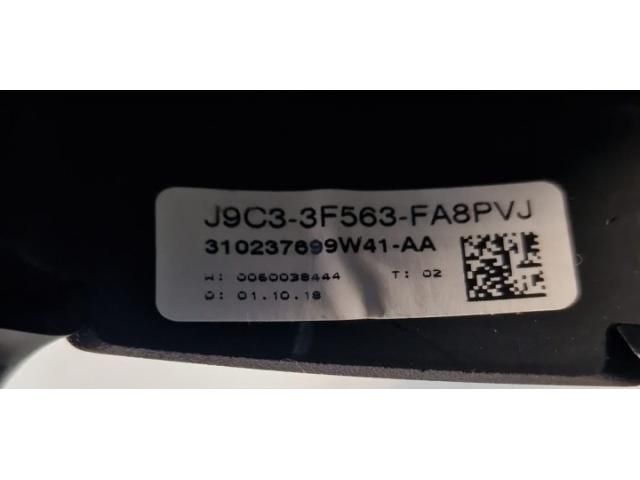 J9C3-3F563-FA8PVJ
310237699W41-AA
W: 0060038444 T: 02
D: 01.10.18